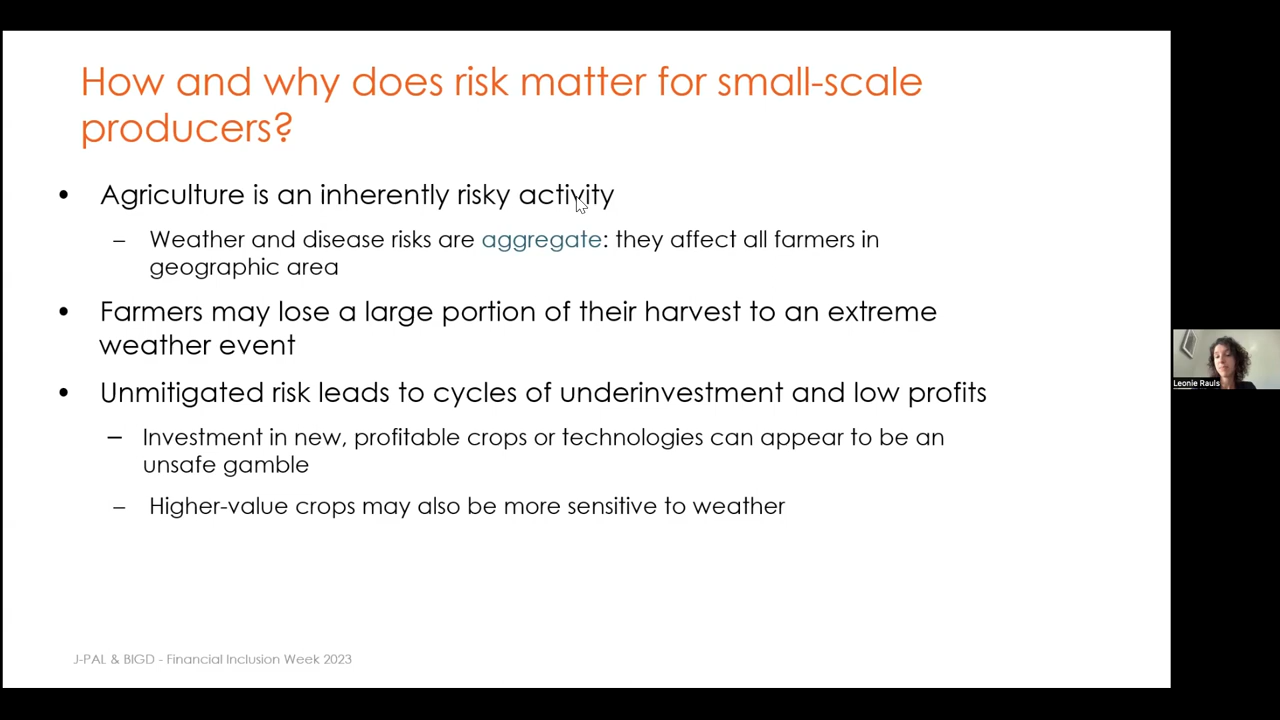 How and why does risk matter for small-scale
producers?
• Agriculture is an inherently risky activity
– Weather and disease risks are aggregate: they affect all farmers in
geographic area
• Farmers may lose a large portion of their harvest to an extreme
weather event
• Unmitigated risk leads to cycles of underinvestment and low profits
– Investment in new, profitable crops or technologies can appear to be an
unsafe gamble
– Higher-value crops may also be more sensitive to weather
J-PAL & BIGD - Financial Inclusion Week 2023
Leonie Rauls